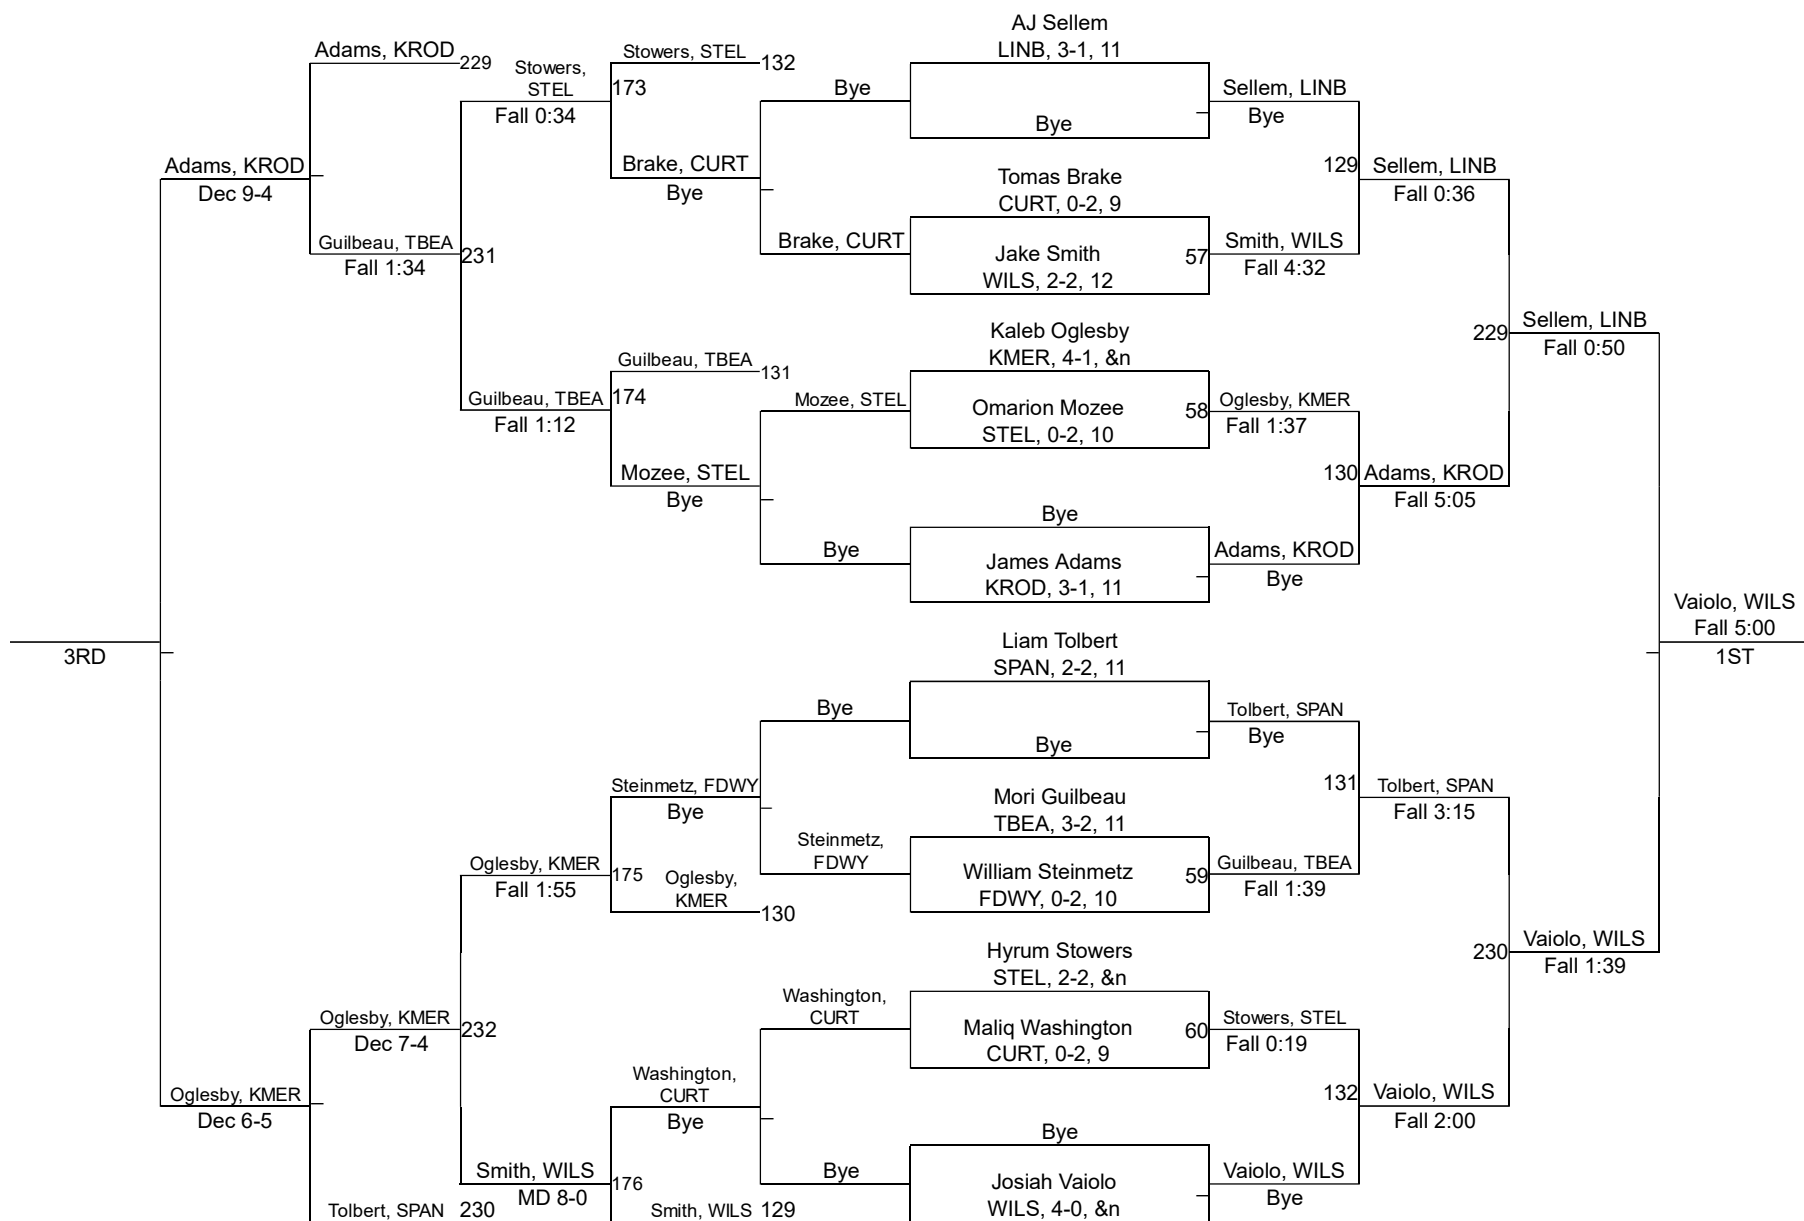 AJ Sellem
LINB, 3-1, 11
Adams, KROD
229
Stowers,
STEL
Fall 0:34
Stowers, STEL
132
173
Bye
Bye
Sellem, LINB
Bye
Adams, KROD
Dec 9-4
Brake, CURT
Bye
Tomas Brake
CURT, 0-2, 9
129
Sellem, LINB
Fall 0:36
Guilbeau, TBEA
Fall 1:34
231
Brake, CURT
Jake Smith
WILS, 2-2, 12
57
Smith, WILS
Fall 4:32
Kaleb Oglesby
KMER, 4-1, &n
229
Sellem, LINB
Fall 0:50
Guilbeau, TBEA
131
Guilbeau, TBEA
Fall 1:12
174
Mozee, STEL
Omarion Mozee
STEL, 0-2, 10
58
Oglesby, KMER
Fall 1:37
Mozee, STEL
Bye
130
Adams, KROD
Fall 5:05
Bye
Bye
James Adams
KROD, 3-1, 11
Adams, KROD
Bye
3RD
Liam Tolbert
SPAN, 2-2, 11
Vaiolo, WILS
Fall 5:00
1ST
Bye
Bye
Tolbert, SPAN
Bye
Steinmetz, FDWY
Bye
Mori Guilbeau
TBEA, 3-2, 11
131
Tolbert, SPAN
Fall 3:15
Oglesby, KMER
Fall 1:55
175
Oglesby,
KMER
130
Steinmetz,
FDWY
William Steinmetz
FDWY, 0-2, 10
59
Guilbeau, TBEA
Fall 1:39
Hyrum Stowers
STEL, 2-2, &n
230
Vaiolo, WILS
Fall 1:39
Oglesby, KMER
Dec 7-4
232
Washington,
CURT
Maliq Washington
CURT, 0-2, 9
60
Stowers, STEL
Fall 0:19
Oglesby, KMER
Dec 6-5
Washington,
CURT
Bye
132
Vaiolo, WILS
Fall 2:00
Bye
Smith, WILS
MD 8-0
176
Bye
Josiah Vaiolo
WILS, 4-0, &n
Vaiolo, WILS
Bye
Tolbert, SPAN
230
Smith, WILS
129